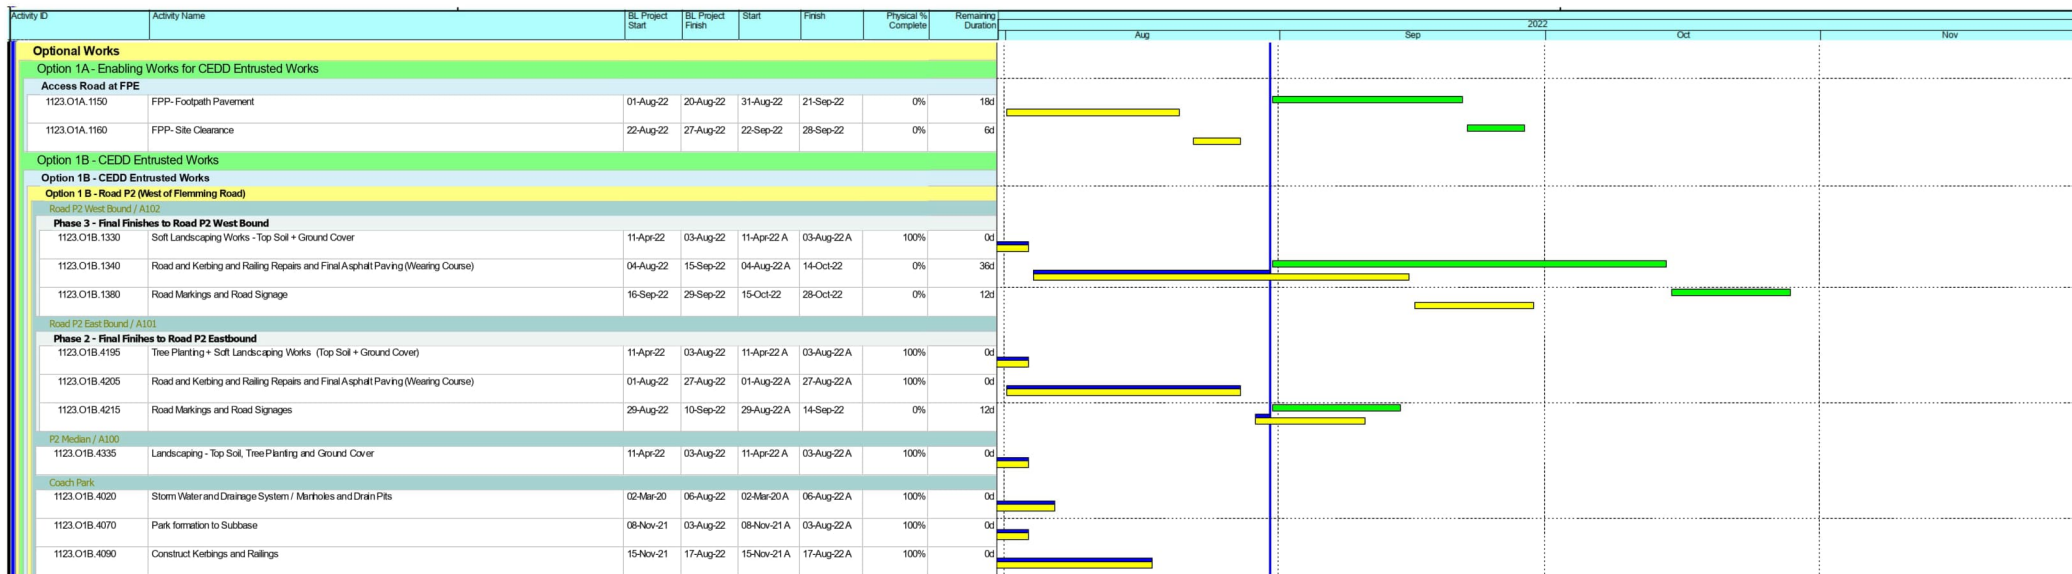 Activity ID Activity Name BL Project Start BL Project Finish Start Finish Physical % Complete Remaining Duration 2022
Aug Sep Oct Nov
Optional Works
Option 1A - Enabling Works for CEDD Entrusted Works
Access Road at FPE
1123.O1A.1150 FPP- Footpath Pavement 01-Aug-22 20-Aug-22 31-Aug-22 21-Sep-22 0% 18d
1123.O1A.1160 FPP- Site Clearance 22-Aug-22 27-Aug-22 22-Sep-22 28-Sep-22 0% 6d
Option 1B - CEDD Entrusted Works
Option 1B - CEDD Entrusted Works
Option 1 B - Road P2 (West of Flemming Road)
Road P2 West Bound / A102
Phase 3 - Final Finishes to Road P2 West Bound
1123.O1B.1330 Soft Landscaping Works - Top Soil + Ground Cover 11-Apr-22 03-Aug-22 11-Apr-22 A 03-Aug-22 A 100% 0d
1123.O1B.1340 Road and Kerbing and Railing Repairs and Final Asphalt Paving (Wearing Course) 04-Aug-22 15-Sep-22 04-Aug-22 A 14-Oct-22 0% 36d
1123.O1B.1380 Road Markings and Road Signage 16-Sep-22 29-Sep-22 15-Oct-22 28-Oct-22 0% 12d
Road P2 East Bound / A101
Phase 2 - Final Finihes to Road P2 Eastbound
1123.O1B.4195 Tree Planting + Soft Landscaping Works (Top Soil + Ground Cover) 11-Apr-22 03-Aug-22 11-Apr-22 A 03-Aug-22 A 100% 0d
1123.O1B.4205 Road and Kerbing and Railing Repairs and Final Asphalt Paving (Wearing Course) 01-Aug-22 27-Aug-22 01-Aug-22 A 27-Aug-22 A 100% 0d
1123.O1B.4215 Road Markings and Road Signages 29-Aug-22 10-Sep-22 29-Aug-22 A 14-Sep-22 0% 12d
P2 Median / A100
1123.O1B.4335 Landscaping - Top Soil, Tree Planting and Ground Cover 11-Apr-22 03-Aug-22 11-Apr-22 A 03-Aug-22 A 100% 0d
Coach Park
1123.O1B.4020 Storm Water and Drainage System / Manholes and Drain Pits 02-Mar-20 06-Aug-22 02-Mar-20 A 06-Aug-22 A 100% 0d
1123.O1B.4070 Park formation to Subbase 08-Nov-21 03-Aug-22 08-Nov-21 A 03-Aug-22 A 100% 0d
1123.O1B.4090 Construct Kerbings and Railings 15-Nov-21 17-Aug-22 15-Nov-21 A 17-Aug-22 A 100% 0d